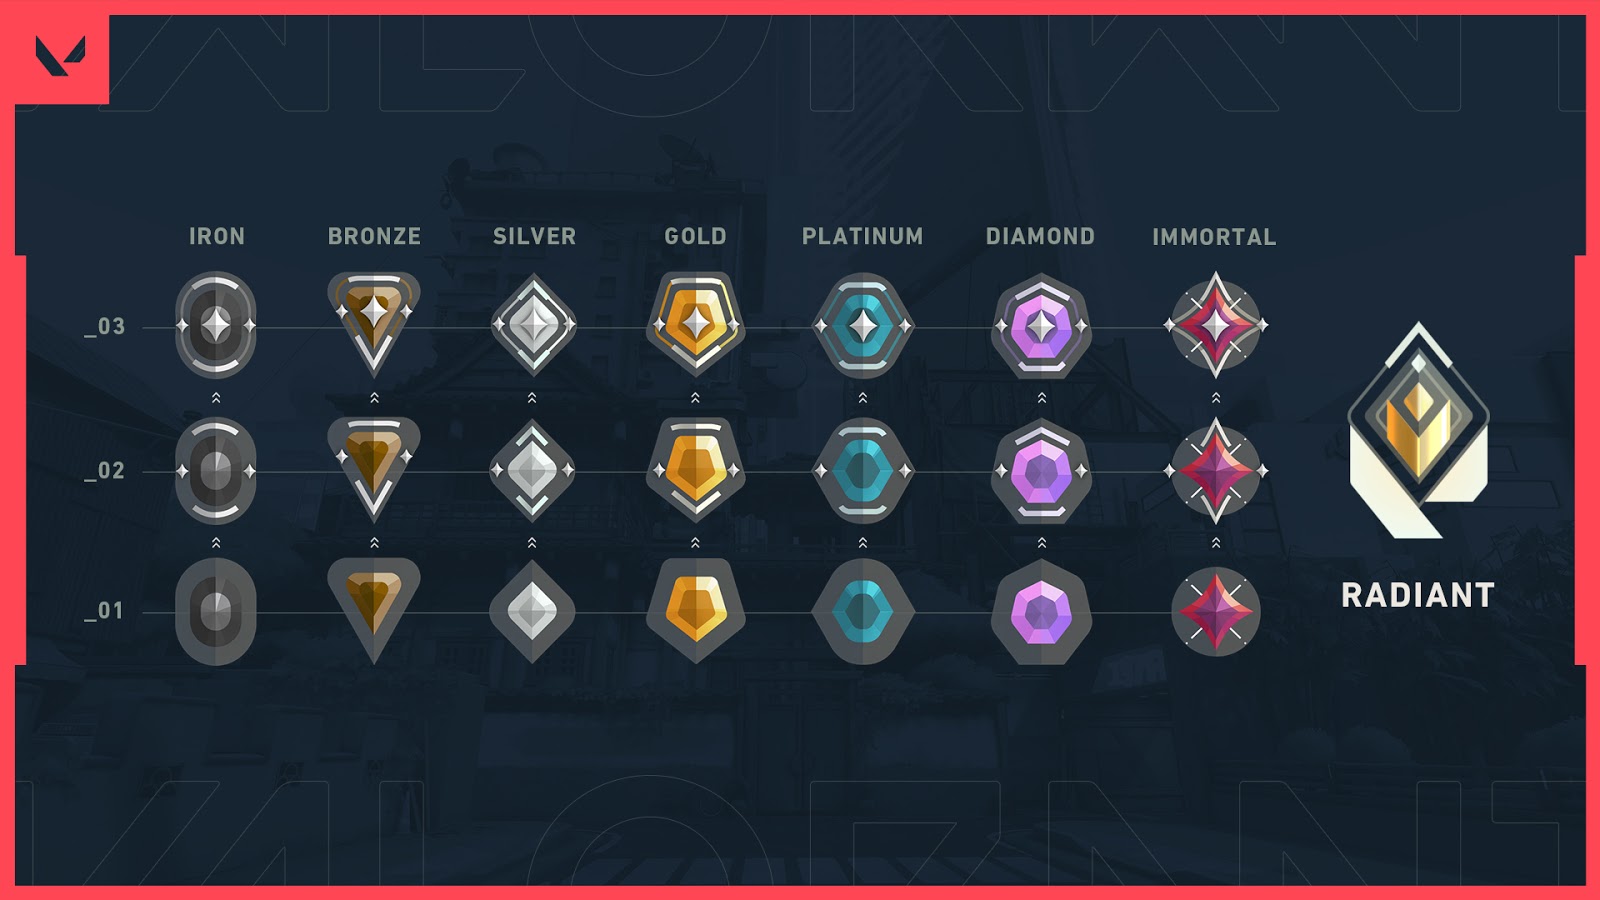 IRON BRONZE SILVER GOLD PLATINUM DIAMOND IMMORTAL
_03
_02
_01
RADIANT